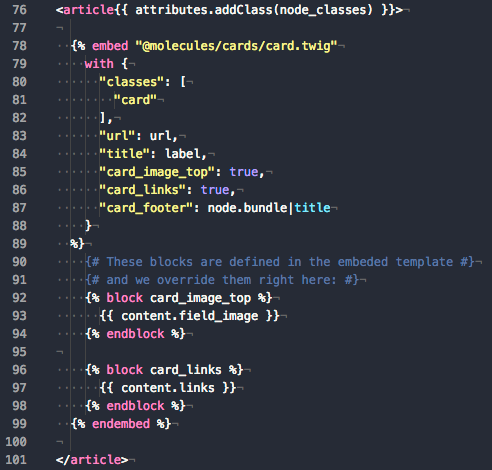 76 <article{{ attributes.addClass(node_classes) }}>
77
78   {% embed "@molecules/cards/card.twig"
79     with {
80       "classes": [
81         "card"
82       ],
83       "url": url,
84       "title": label,
85       "card_image_top": true,
86       "card_links": true,
87       "card_footer": node.bundle|title
88     }
89   %}
90     {# These blocks are defined in the embeded template #}
91     {# and we override them right here: #}
92     {% block card_image_top %}
93       {{ content.field_image }}
94     {% endblock %}
95
96     {% block card_links %}
97       {{ content.links }}
98     {% endblock %}
99   {% endembed %}
100
101 </article>